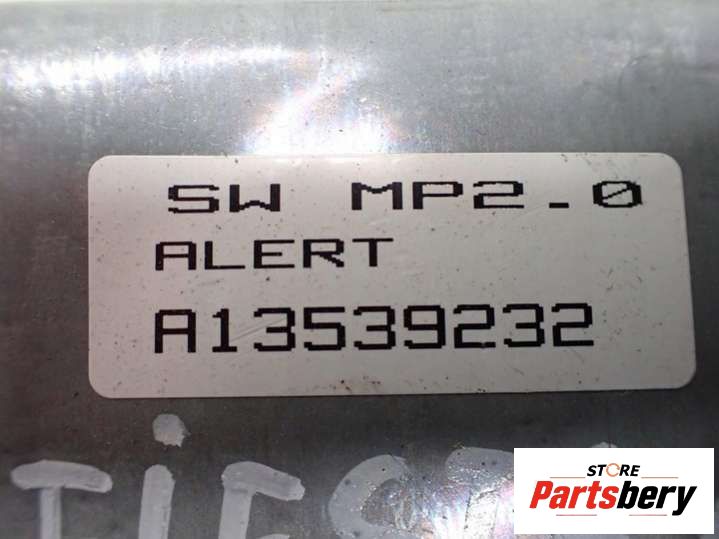 SW MP2.0
ALERT
A13539232
STORE
Partsbery